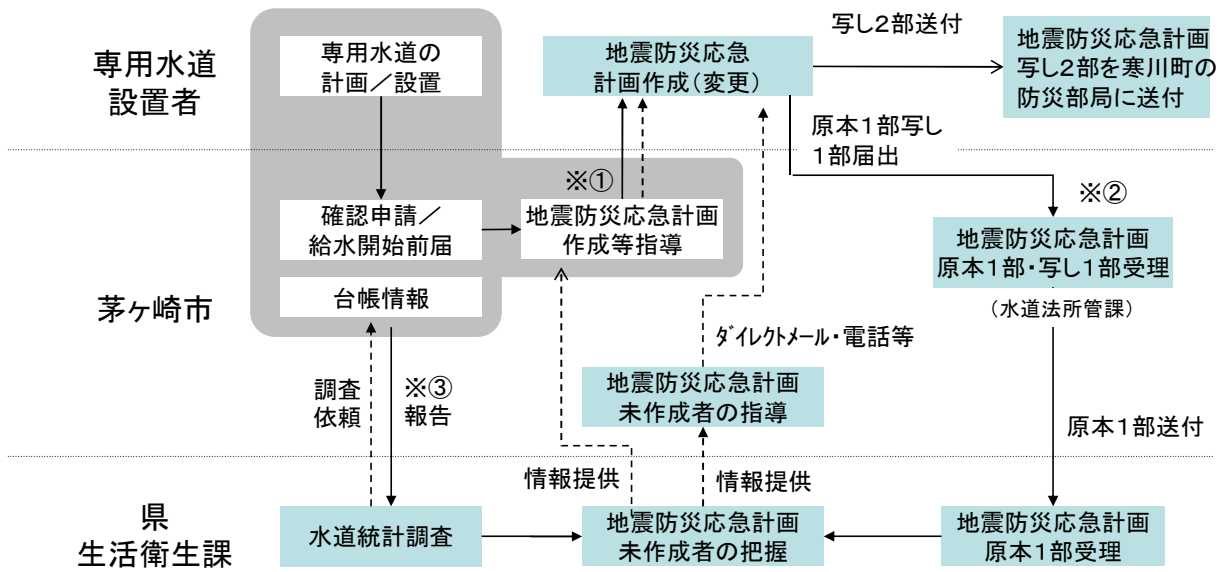 専用水道
設置者
専用水道の
計画／設置
地震防災応急
計画作成（変更）
写し２部送付
地震防災応急計画
写し２部を寒川町の
防災部局に送付
原本１部写し
１部届出
茅ヶ崎市
確認申請／
給水開始前届
※①
地震防災応急計画
作成等指導
※②
地震防災応急計画
原本１部・写し１部受理
（水道法所管課）
台帳情報
ﾀﾞｲﾚｸﾄﾒｰﾙ・電話等
調査
依頼
※③
報告
地震防災応急計画
未作成者の指導
原本１部送付
情報提供
情報提供
県
生活衛生課
水道統計調査
地震防災応急計画
未作成者の把握
地震防災応急計画
原本１部受理